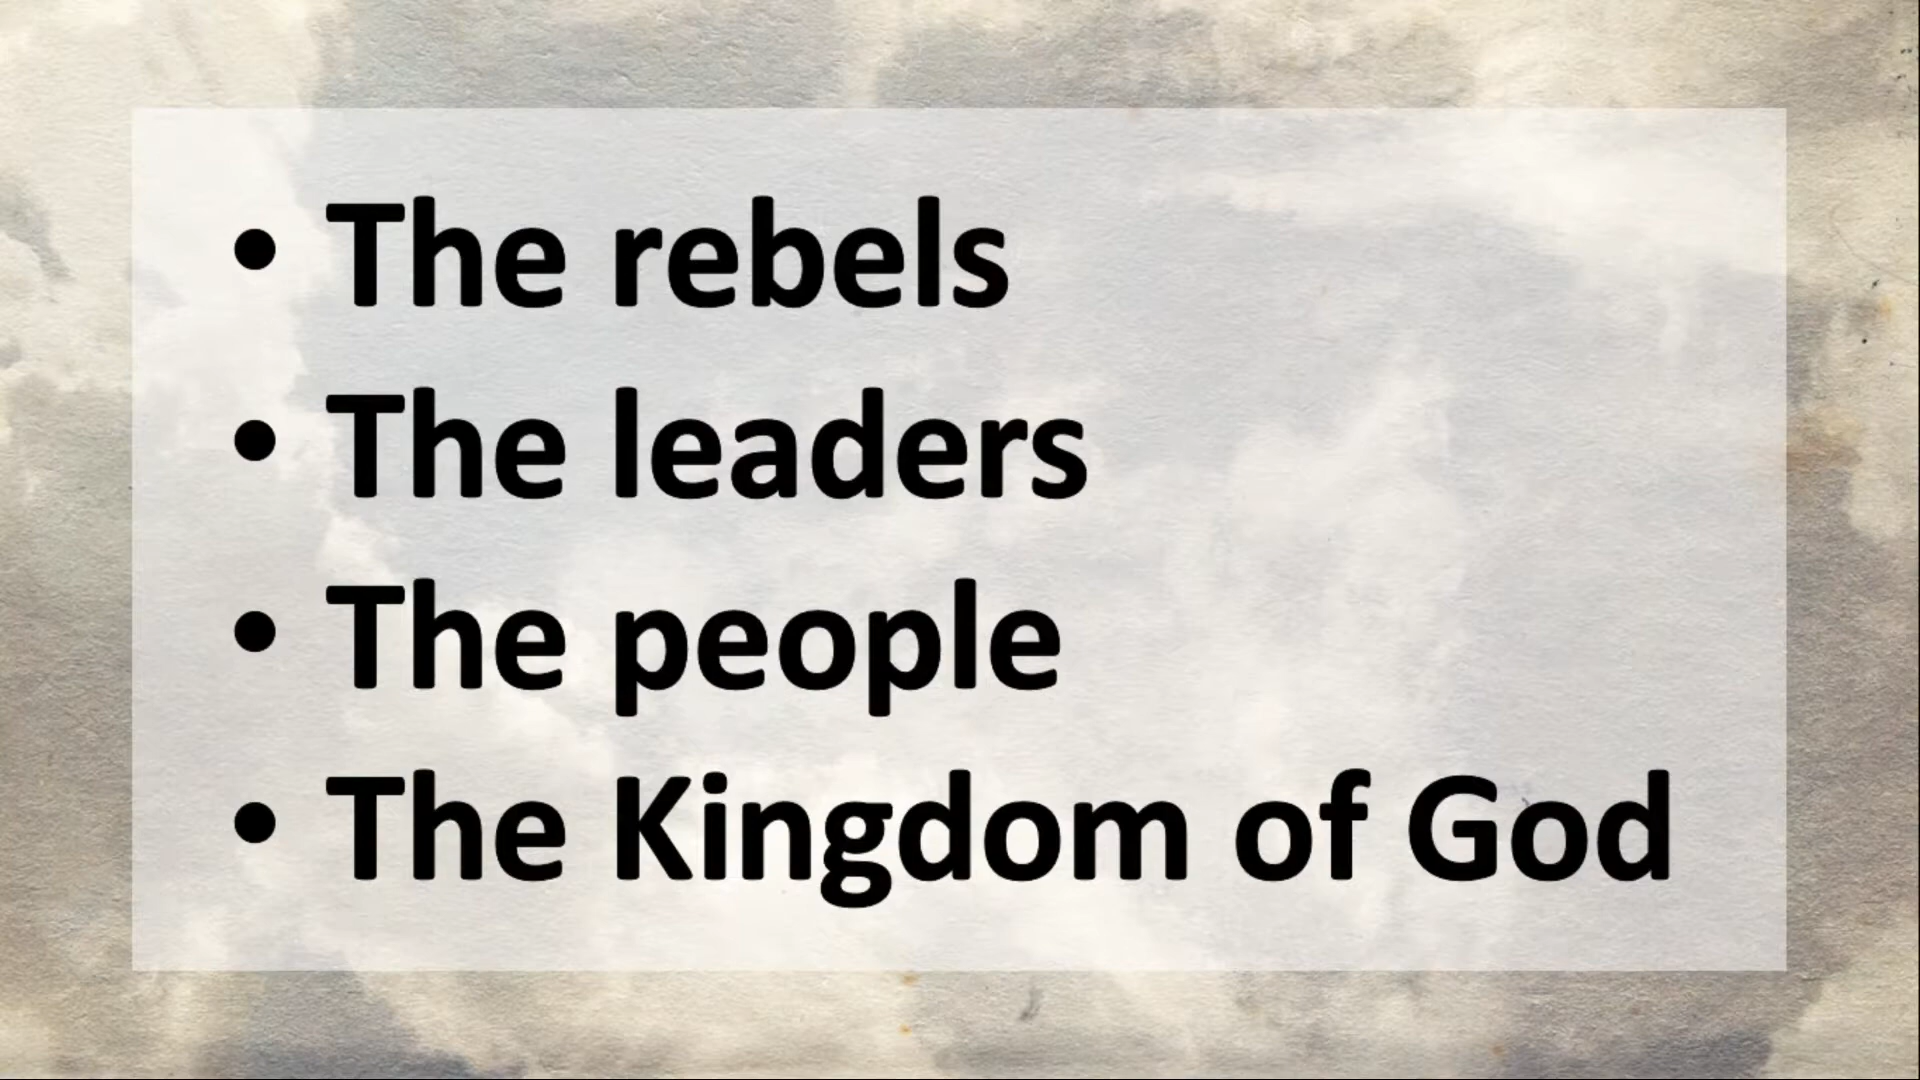 • The rebels
• The leaders
• The people
• The Kingdom of God